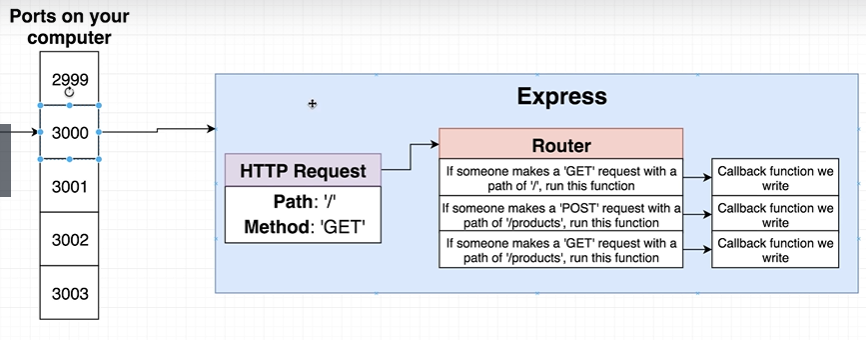 Ports on your
computer
2999
3000
3001
3002
3003
Express
HTTP Request
Path: '/'
Method: 'GET'
Router
If someone makes a 'GET' request with a
path of '/', run this function
Callback function we
write
If someone makes a 'POST' request with a
path of '/products', run this function
Callback function we
write
If someone makes a 'GET' request with a
path of '/products', run this function
Callback function we
write